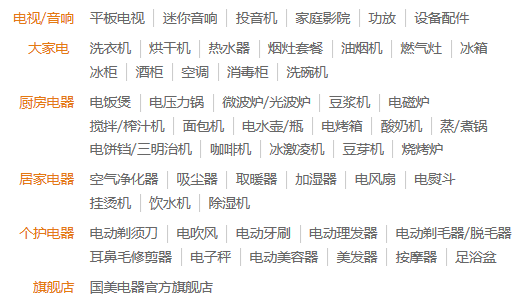 电视/音响 平板电视 | 迷你音响 | 投音机 | 家庭影院 | 功放 | 设备配件
大家电 洗衣机 | 烘干机 | 热水器 | 烟灶套餐 | 油烟机 | 燃气灶 | 冰箱
冰柜 | 酒柜 | 空调 | 消毒柜 | 洗碗机
厨房电器 电饭煲 | 电压力锅 | 微波炉/光波炉 | 豆浆机 | 电磁炉
搅拌/榨汁机 | 面包机 | 电水壶/瓶 | 电烤箱 | 酸奶机 | 蒸/煮锅
电饼铛/三明治机 | 咖啡机 | 冰激凌机 | 豆芽机 | 烧烤炉
居家电器 空气净化器 | 吸尘器 | 取暖器 | 加湿器 | 电风扇 | 电熨斗
挂烫机 | 饮水机 | 除湿机
个护电器 电动剃须刀 | 电吹风 | 电动牙刷 | 电动理发器 | 电动剃毛器/脱毛器
耳鼻毛修剪器 | 电子秤 | 电动美容器 | 美发器 | 按摩器 | 足浴盆
旗舰店 国美电器官方旗舰店